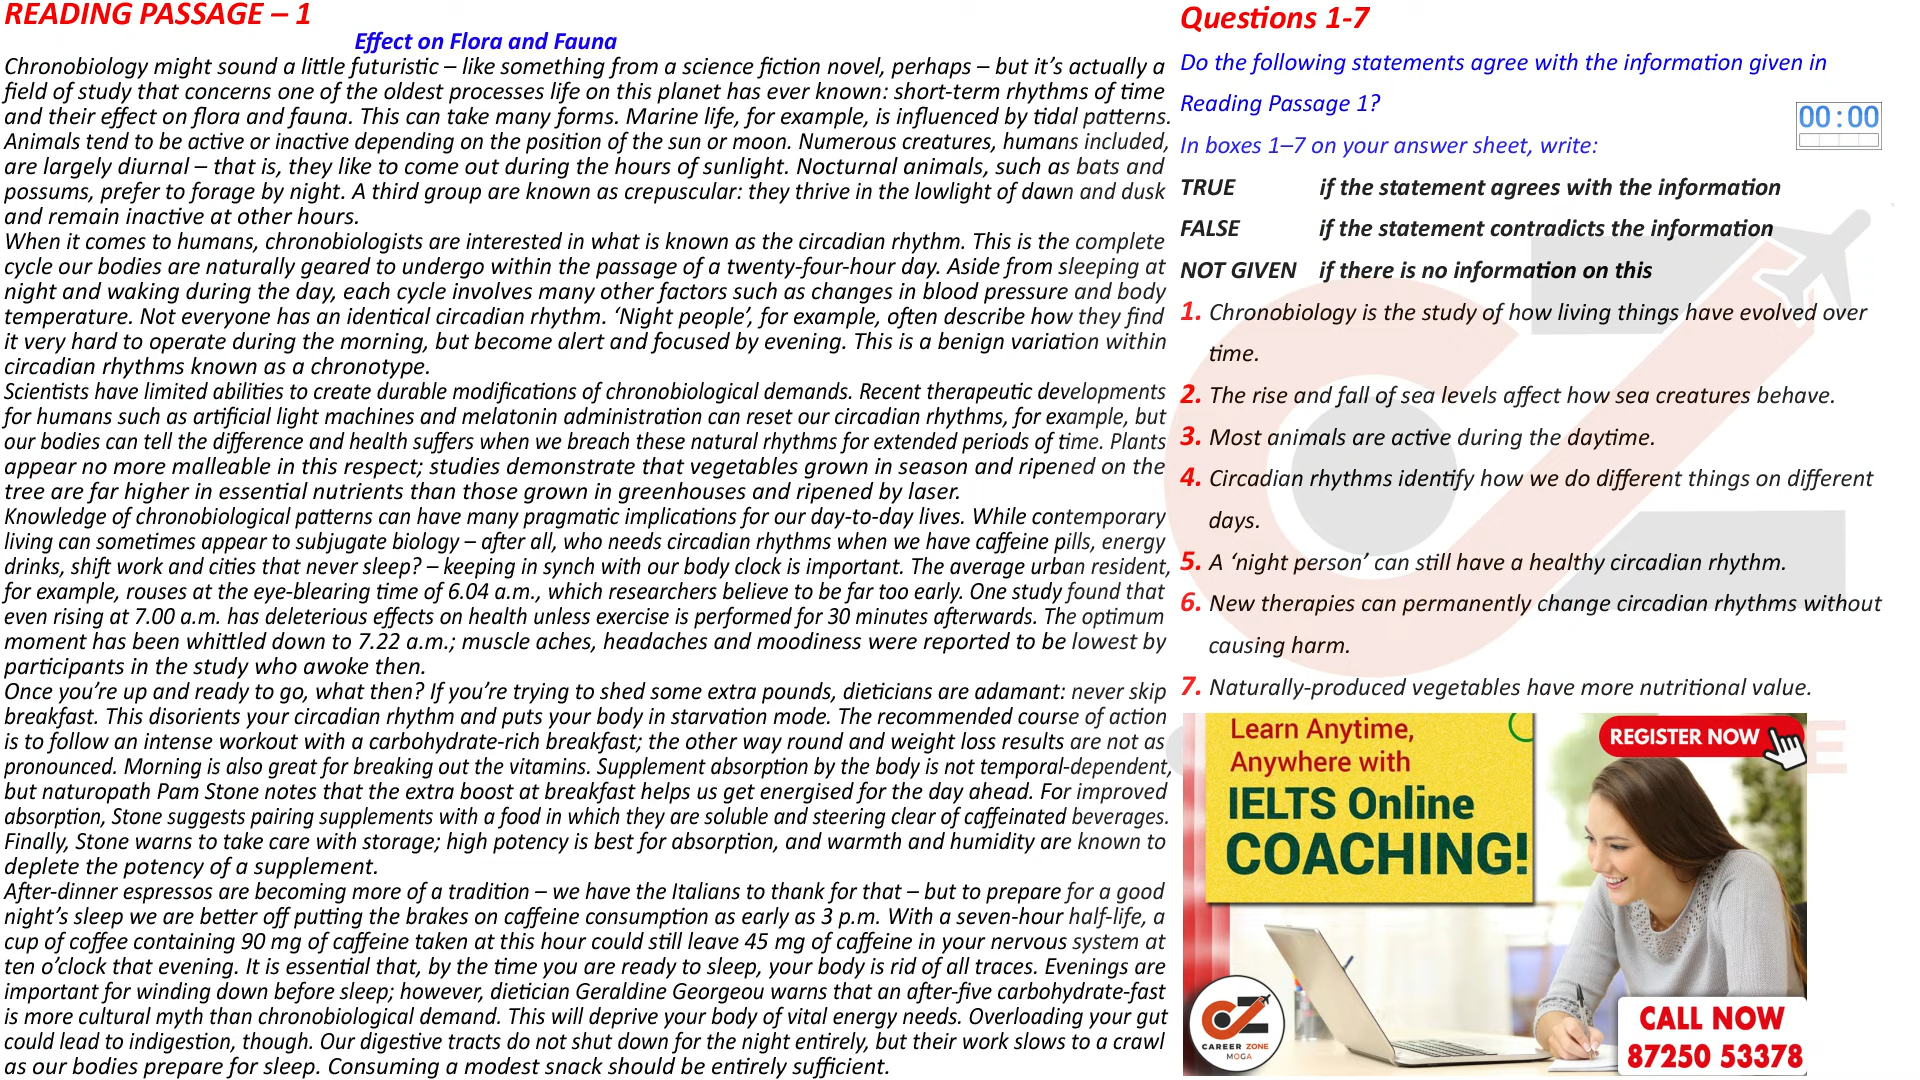 READING PASSAGE – 1
Effect on Flora and Fauna
Chronobiology might sound a little futuristic – like something from a science fiction novel, perhaps – but it’s actually a
field of study that concerns one of the oldest processes life on this planet has ever known: short-term rhythms of time
and their effect on flora and fauna. This can take many forms. Marine life, for example, is influenced by tidal patterns.
Animals tend to be active or inactive depending on the position of the sun or moon. Numerous creatures, humans included,
are largely diurnal – that is, they like to come out during the hours of sunlight. Nocturnal animals, such as bats and
possums, prefer to forage by night. A third group are known as crepuscular: they thrive in the lowlight of dawn and dusk
and remain inactive at other hours.
When it comes to humans, chronobiologists are interested in what is known as the circadian rhythm. This is the complete
cycle our bodies are naturally geared to undergo within the passage of a twenty-four-hour day. Aside from sleeping at
night and waking during the day, each cycle involves many other factors such as changes in blood pressure and body
temperature. Not everyone has an identical circadian rhythm. ‘Night people’, for example, often describe how they find
it very hard to operate during the morning, but become alert and focused by evening. This is a benign variation within
circadian rhythms known as a chronotype.
Scientists have limited abilities to create durable modifications of chronobiological demands. Recent therapeutic developments
for humans such as artificial light machines and melatonin administration can reset our circadian rhythms, for example, but
our bodies can tell the difference and health suffers when we breach these natural rhythms for extended periods of time. Plants
appear no more malleable in this respect; studies demonstrate that vegetables grown in season and ripened on the
tree are far higher in essential nutrients than those grown in greenhouses and ripened by laser.
Knowledge of chronobiological patterns can have many pragmatic implications for our day-to-day lives. While contemporary
living can sometimes appear to subjugate biology – after all, who needs circadian rhythms when we have caffeine pills, energy
drinks, shift work and cities that never sleep? – keeping in synch with our body clock is important. The average urban resident,
for example, rouses at the eye-blearing time of 6.04 a.m., which researchers believe to be far too early. One study found that
even rising at 7.00 a.m. has deleterious effects on health unless exercise is performed for 30 minutes afterwards. The optimum
moment has been whittled down to 7.22 a.m.; muscle aches, headaches and moodiness were reported to be lowest by
participants in the study who awoke then.
Once you’re up and ready to go, what then? If you’re trying to shed some extra pounds, dieticians are adamant: never skip
breakfast. This disorients your circadian rhythm and puts your body in starvation mode. The recommended course of action
is to follow an intense workout with a carbohydrate-rich breakfast; the other way round and weight loss results are not as
pronounced. Morning is also great for breaking out the vitamins. Supplement absorption by the body is not temporal-dependent,
but naturopath Pam Stone notes that the extra boost at breakfast helps us get energised for the day ahead. For improved
absorption, Stone suggests pairing supplements with a food in which they are soluble and steering clear of caffeinated beverages.
Finally, Stone warns to take care with storage; high potency is best for absorption, and warmth and humidity are known to
deplete the potency of a supplement.
After-dinner espressos are becoming more of a tradition – we have the Italians to thank for that – but to prepare for a good
night’s sleep we are better off putting the brakes on caffeine consumption as early as 3 p.m. With a seven-hour half-life, a
cup of coffee containing 90 mg of caffeine taken at this hour could still leave 45 mg of caffeine in your nervous system at
ten o’clock that evening. It is essential that, by the time you are ready to sleep, your body is rid of all traces. Evenings are
important for winding down before sleep; however, dietician Geraldine Georgeou warns that an after-five carbohydrate-fast
is more cultural myth than chronobiological demand. This will deprive your body of vital energy needs. Overloading your gut
could lead to indigestion, though. Our digestive tracts do not shut down for the night entirely, but their work slows to a crawl
as our bodies prepare for sleep. Consuming a modest snack should be entirely sufficient.
Questions 1-7
Do the following statements agree with the information given in
Reading Passage 1?
00:00
In boxes 1–7 on your answer sheet, write:
TRUE if the statement agrees with the information
FALSE if the statement contradicts the information
NOT GIVEN if there is no information on this
1. Chronobiology is the study of how living things have evolved over
time.
2. The rise and fall of sea levels affect how sea creatures behave.
3. Most animals are active during the daytime.
4. Circadian rhythms identify how we do different things on different
days.
5. A ‘night person’ can still have a healthy circadian rhythm.
6. New therapies can permanently change circadian rhythms without
causing harm.
7. Naturally-produced vegetables have more nutritional value.
Learn Anytime,
Anywhere with
IELTS Online
COACHING!
REGISTER NOW
CAREER ZONE
MOGA
CALL NOW
87250 53378